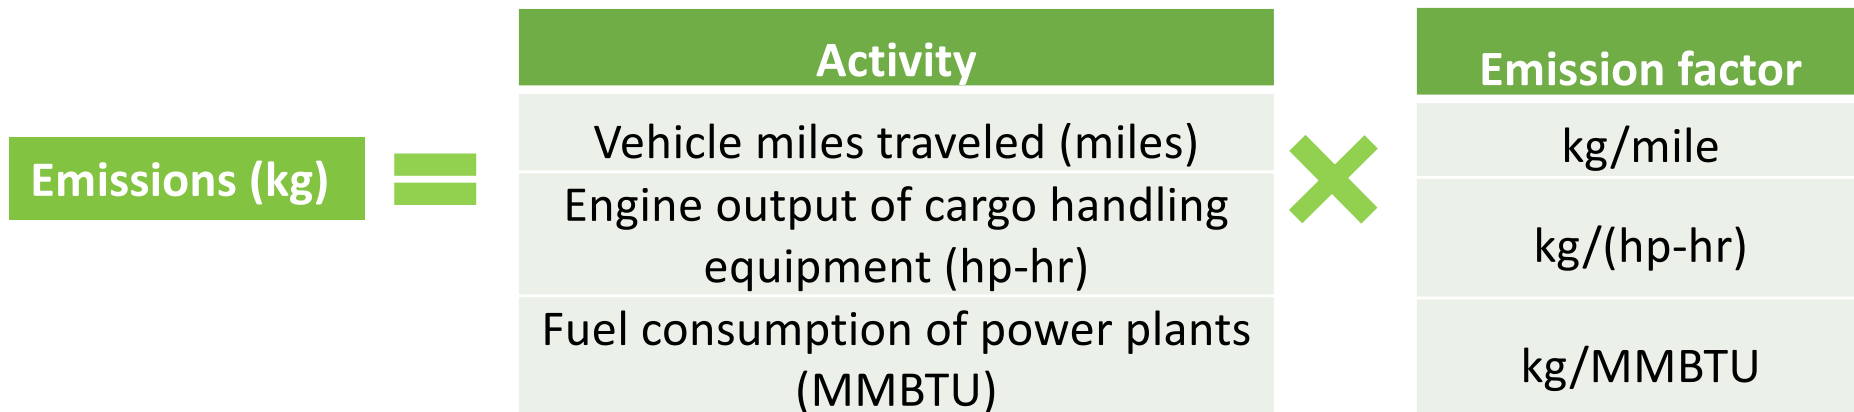 Emissions (kg)
=
Activity
Vehicle miles traveled (miles)
Engine output of cargo handling
equipment (hp-hr)
Fuel consumption of power plants
(MMBTU)
×
Emission factor
kg/mile
kg/(hp-hr)
kg/MMBTU